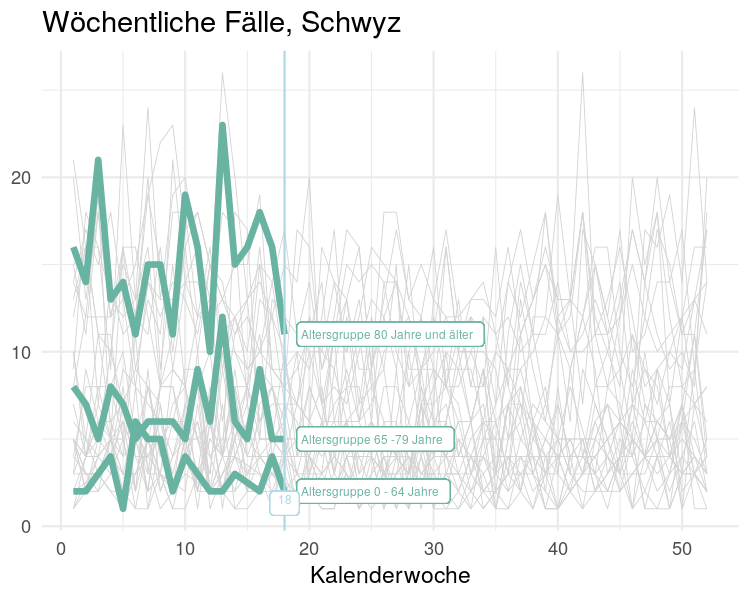 Wöchentliche Fälle, Schwyz
20
10
0
Altersgruppe 80 Jahre und älter
Altersgruppe 65 -79 Jahre
Altersgruppe 0 - 64 Jahre
18
0 10 20 30 40 50
Kalenderwoche